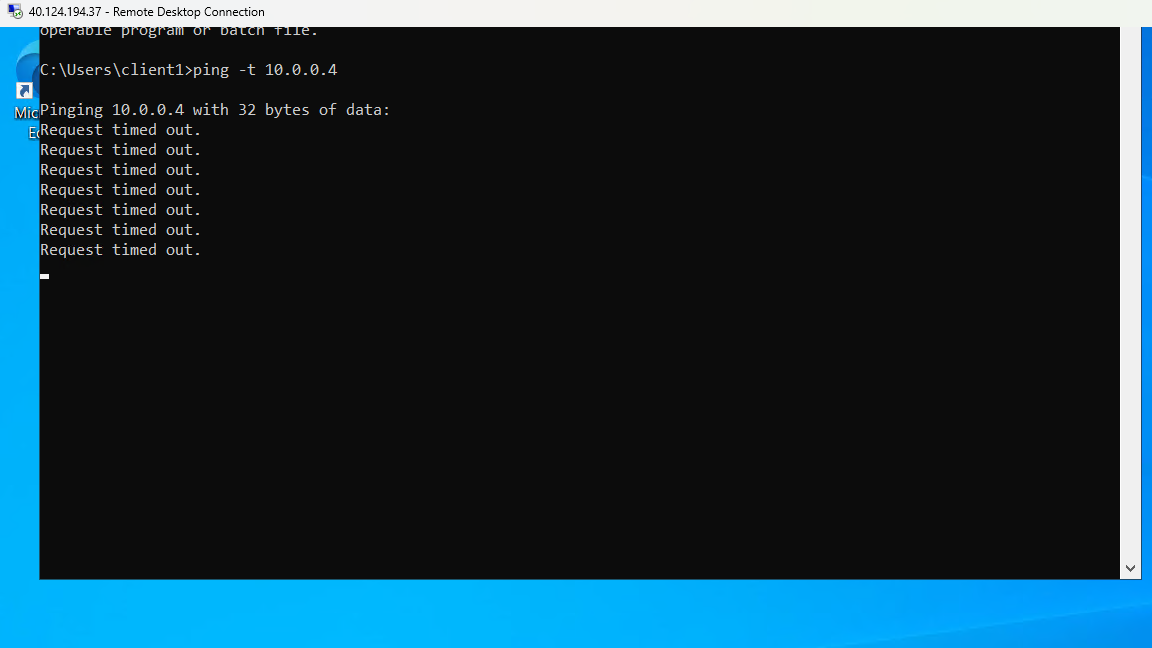 40.124.194.37 - Remote Desktop Connection
operable program or batch file.
C:\Users\client1>ping -t 10.0.0.4
Pinging 10.0.0.4 with 32 bytes of data:
Request timed out.
Request timed out.
Request timed out.
Request timed out.
Request timed out.
Request timed out.
Request timed out.